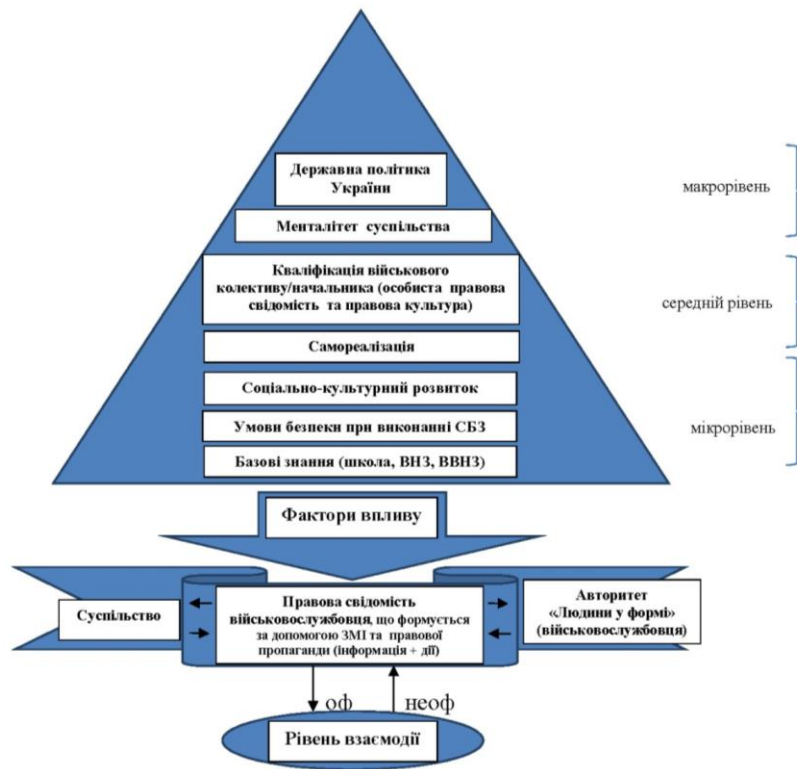 Державна політика
України
макрорівень
Менталітет суспільства
Кваліфікація військового
колективу/начальника (особиста правова
свідомість та правова культура)
середній рівень
Самореалізація
Соціально-культурний розвиток
Умови безпеки при виконанні СБЗ
мікрорівень
Базові знання (школа, ВНЗ, ВВНЗ)
Фактори впливу
Суспільство
Правова свідомість
військовослужбовця, що формується
за допомогою ЗМІ та правової
пропаганди (інформація + дії)
Авторитет
«Людини у формі»
(військовослужбовця)
оф
неоф
Рівень взаємодії